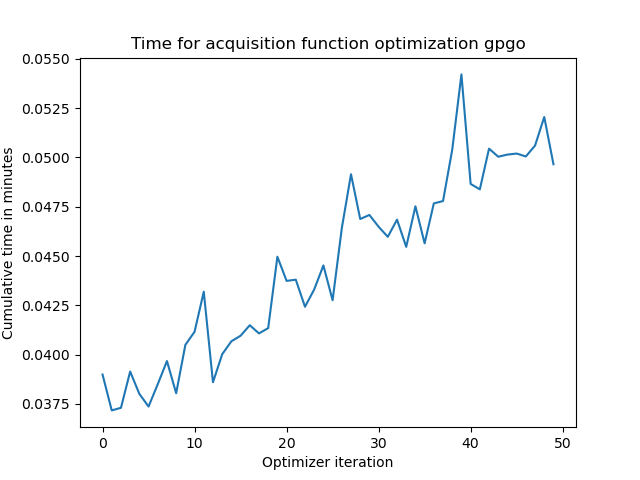 Time for acquisition function optimization gpgo
Cumulative time in minutes
0.0550
0.0525
0.0500
0.0475
0.0450
0.0425
0.0400
0.0375
0 10 20 30 40 50
Optimizer iteration